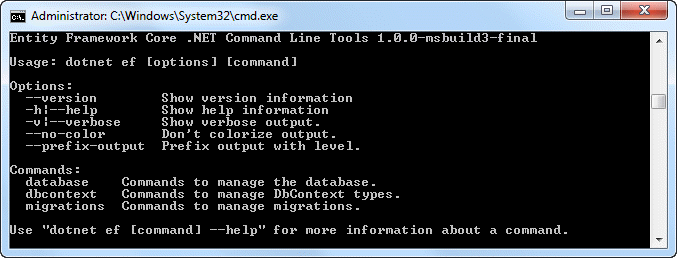 Administrator: C:\Windows\System32\cmd.exe
Entity Framework Core .NET Command Line Tools 1.0.0-msbuild3-final
Usage: dotnet ef [options] [command]
Options:
--version Show version information
-h|--help Show help information
-v|--verbose Show verbose output.
--no-color Don't colorize output.
--prefix-output Prefix output with level.
Commands:
database Commands to manage the database.
dbcontext Commands to manage DbContext types.
migrations Commands to manage migrations.
Use "dotnet ef [command] --help" for more information about a command.